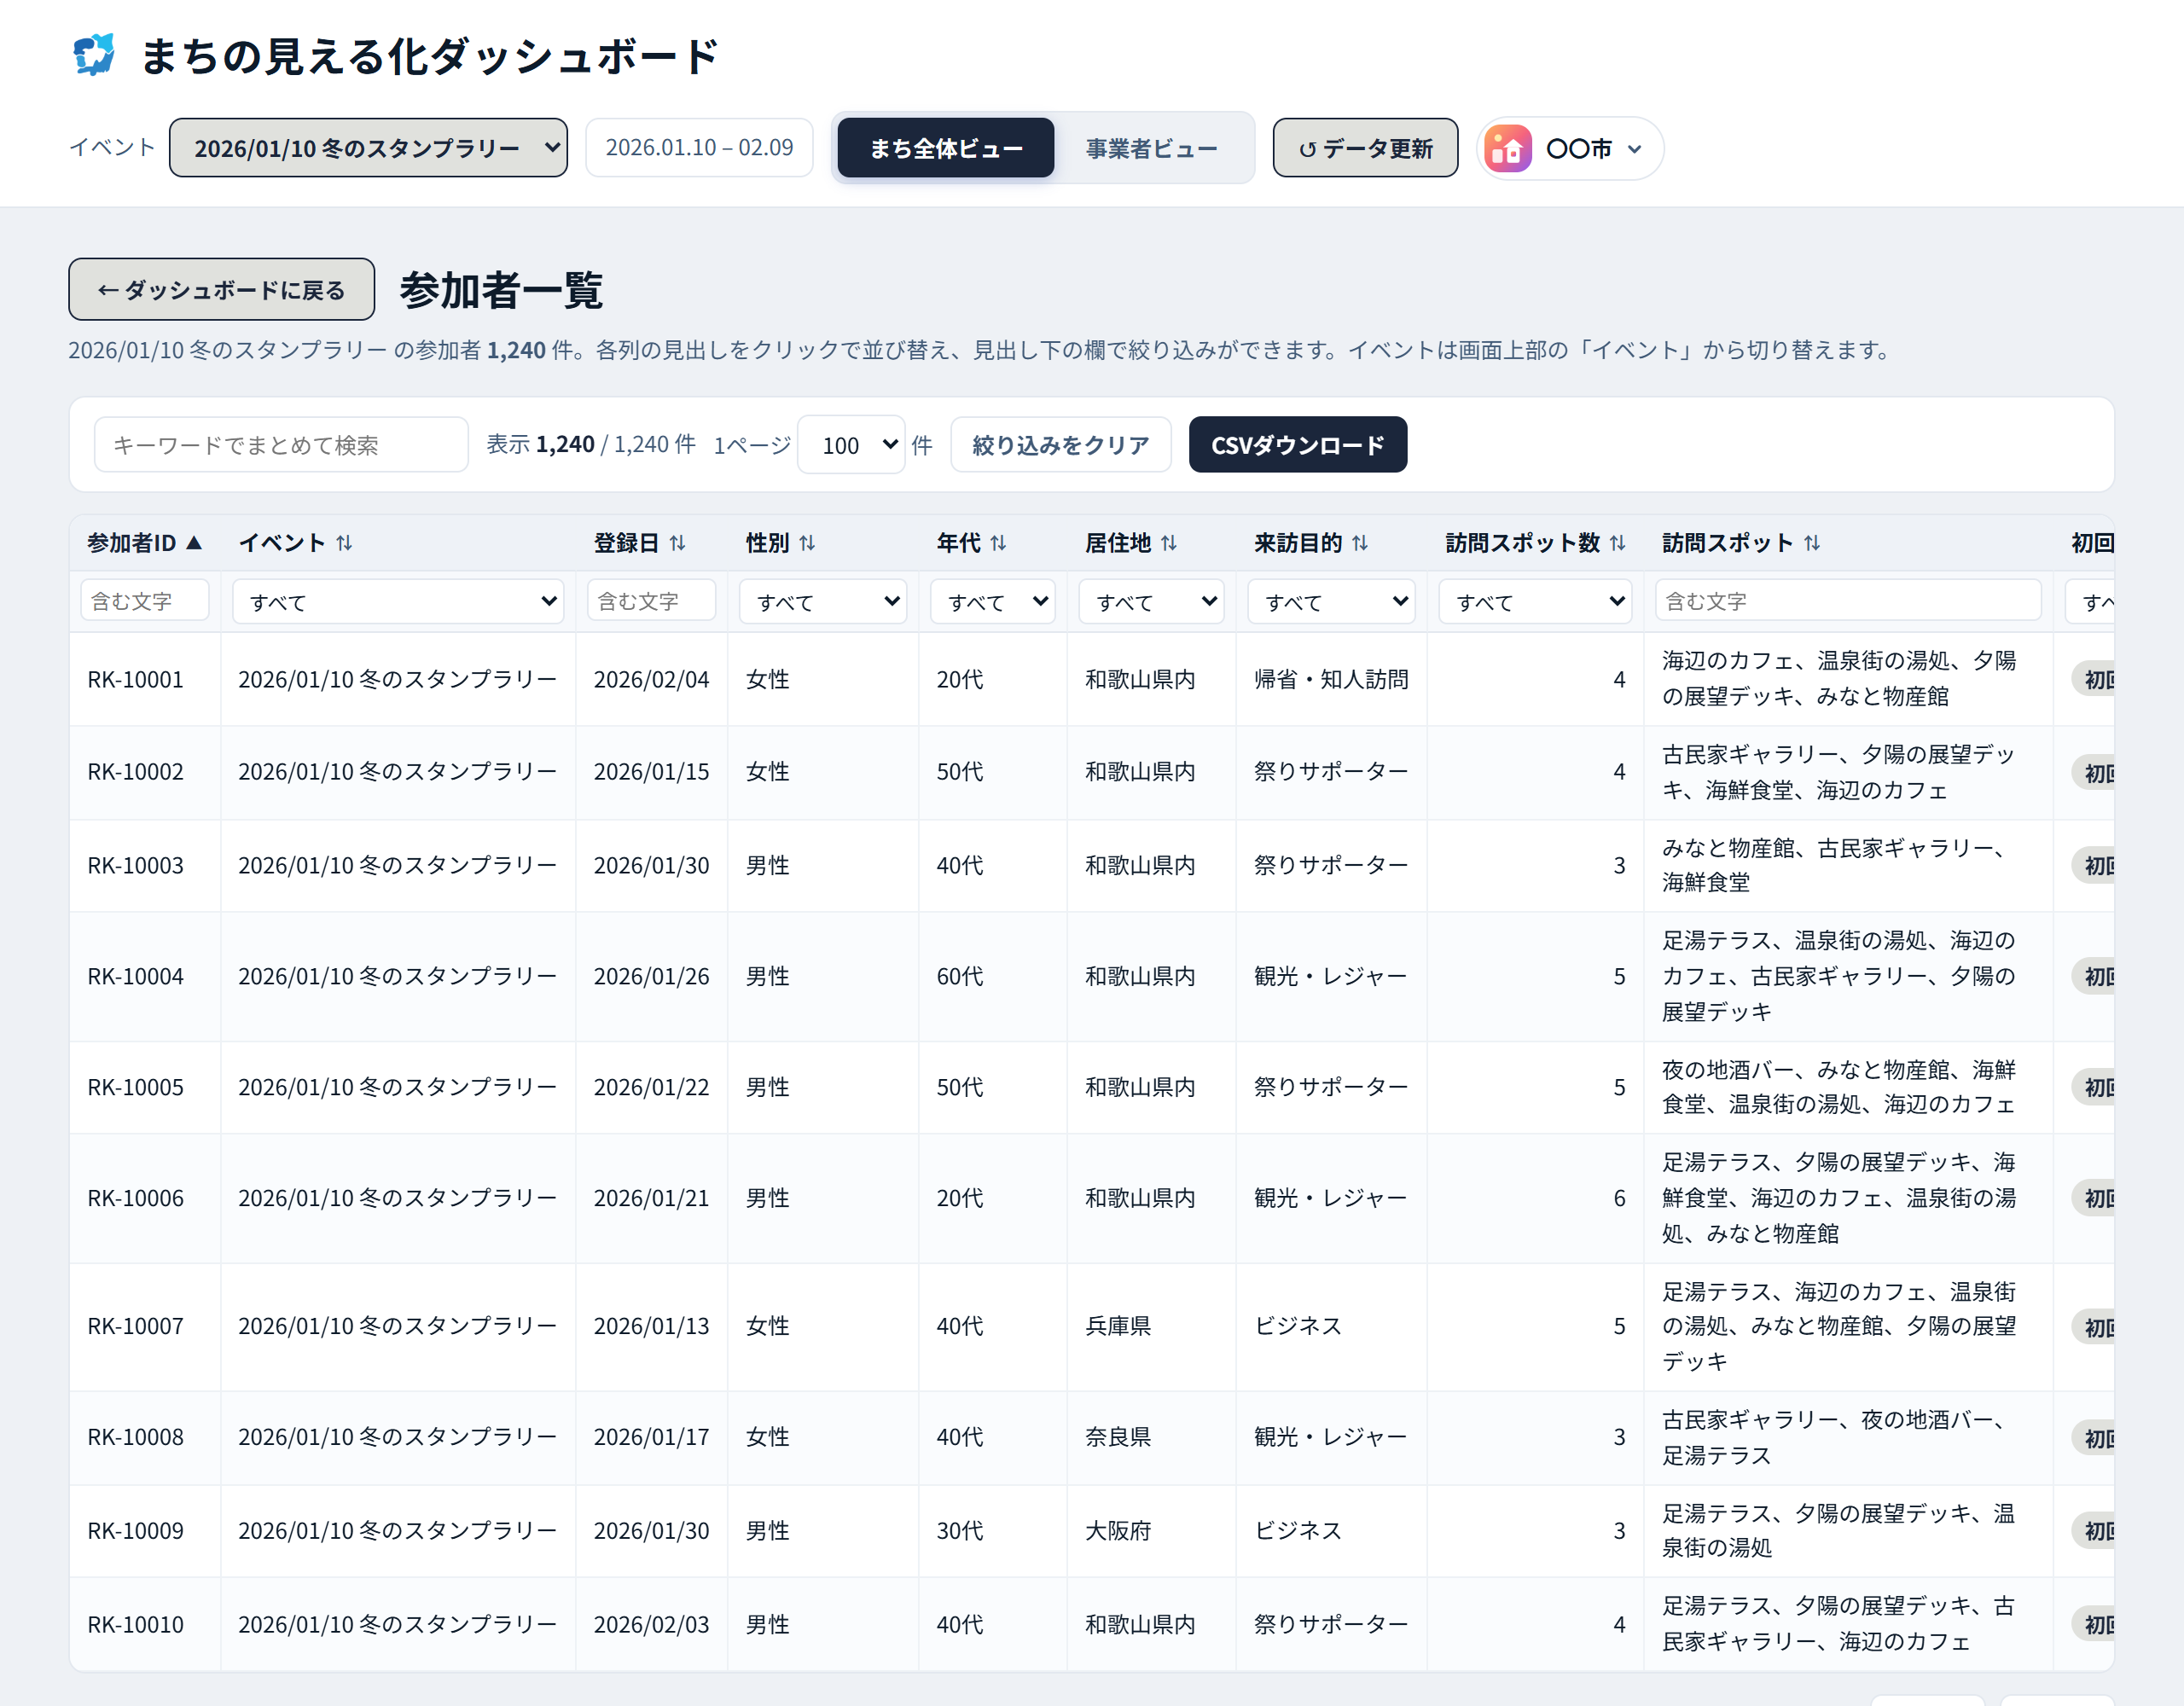 まちの見える化ダッシュボード
イベント 2026/01/10 冬のスタンプラリー 2026.01.10 – 02.09 まち全体ビュー 事業者ビュー ↺ データ更新 〇〇市
← ダッシュボードに戻る 参加者一覧
2026/01/10 冬のスタンプラリー の参加者 1,240 件。各列の見出しをクリックで並び替え、見出し下の欄で絞り込みができます。イベントは画面上部の「イベント」から切り替えます。
キーワードでまとめて検索 表示 1,240 / 1,240 件 1ページ 100 件 絞り込みをクリア CSVダウンロード
参加者ID ▲ イベント ⇅ 登録日 ⇅ 性別 ⇅ 年代 ⇅ 居住地 ⇅ 来訪目的 ⇅ 訪問スポット数 ⇅ 訪問スポット ⇅ 初回
含む文字 すべて 含む文字 すべて すべて すべて すべて すべて 含む文字 すべ
RK-10001 2026/01/10 冬のスタンプラリー 2026/02/04 女性 20代 和歌山県内 帰省・知人訪問 4 海辺のカフェ、温泉街の湯処、夕陽
の展望デッキ、みなと物産館 初回
RK-10002 2026/01/10 冬のスタンプラリー 2026/01/15 女性 50代 和歌山県内 祭りサポーター 4 古民家ギャラリー、夕陽の展望デッ
キ、海鮮食堂、海辺のカフェ 初回
RK-10003 2026/01/10 冬のスタンプラリー 2026/01/30 男性 40代 和歌山県内 祭りサポーター 3 みなと物産館、古民家ギャラリー、
海鮮食堂 初回
RK-10004 2026/01/10 冬のスタンプラリー 2026/01/26 男性 60代 和歌山県内 観光・レジャー 5 足湯テラス、温泉街の湯処、海辺の
カフェ、古民家ギャラリー、夕陽の
展望デッキ 初回
RK-10005 2026/01/10 冬のスタンプラリー 2026/01/22 男性 50代 和歌山県内 祭りサポーター 5 夜の地酒バー、みなと物産館、海鮮
食堂、温泉街の湯処、海辺のカフェ 初回
RK-10006 2026/01/10 冬のスタンプラリー 2026/01/21 男性 20代 和歌山県内 観光・レジャー 6 足湯テラス、夕陽の展望デッキ、海
鮮食堂、海辺のカフェ、温泉街の湯
処、みなと物産館 初回
RK-10007 2026/01/10 冬のスタンプラリー 2026/01/13 女性 40代 兵庫県 ビジネス 5 足湯テラス、海辺のカフェ、温泉街
の湯処、みなと物産館、夕陽の展望
デッキ 初回
RK-10008 2026/01/10 冬のスタンプラリー 2026/01/17 女性 40代 奈良県 観光・レジャー 3 古民家ギャラリー、夜の地酒バー、
足湯テラス 初回
RK-10009 2026/01/10 冬のスタンプラリー 2026/01/30 男性 30代 大阪府 ビジネス 3 足湯テラス、夕陽の展望デッキ、温
泉街の湯処 初回
RK-10010 2026/01/10 冬のスタンプラリー 2026/02/03 男性 40代 和歌山県内 祭りサポーター 4 足湯テラス、夕陽の展望デッキ、古
民家ギャラリー、海辺のカフェ 初回